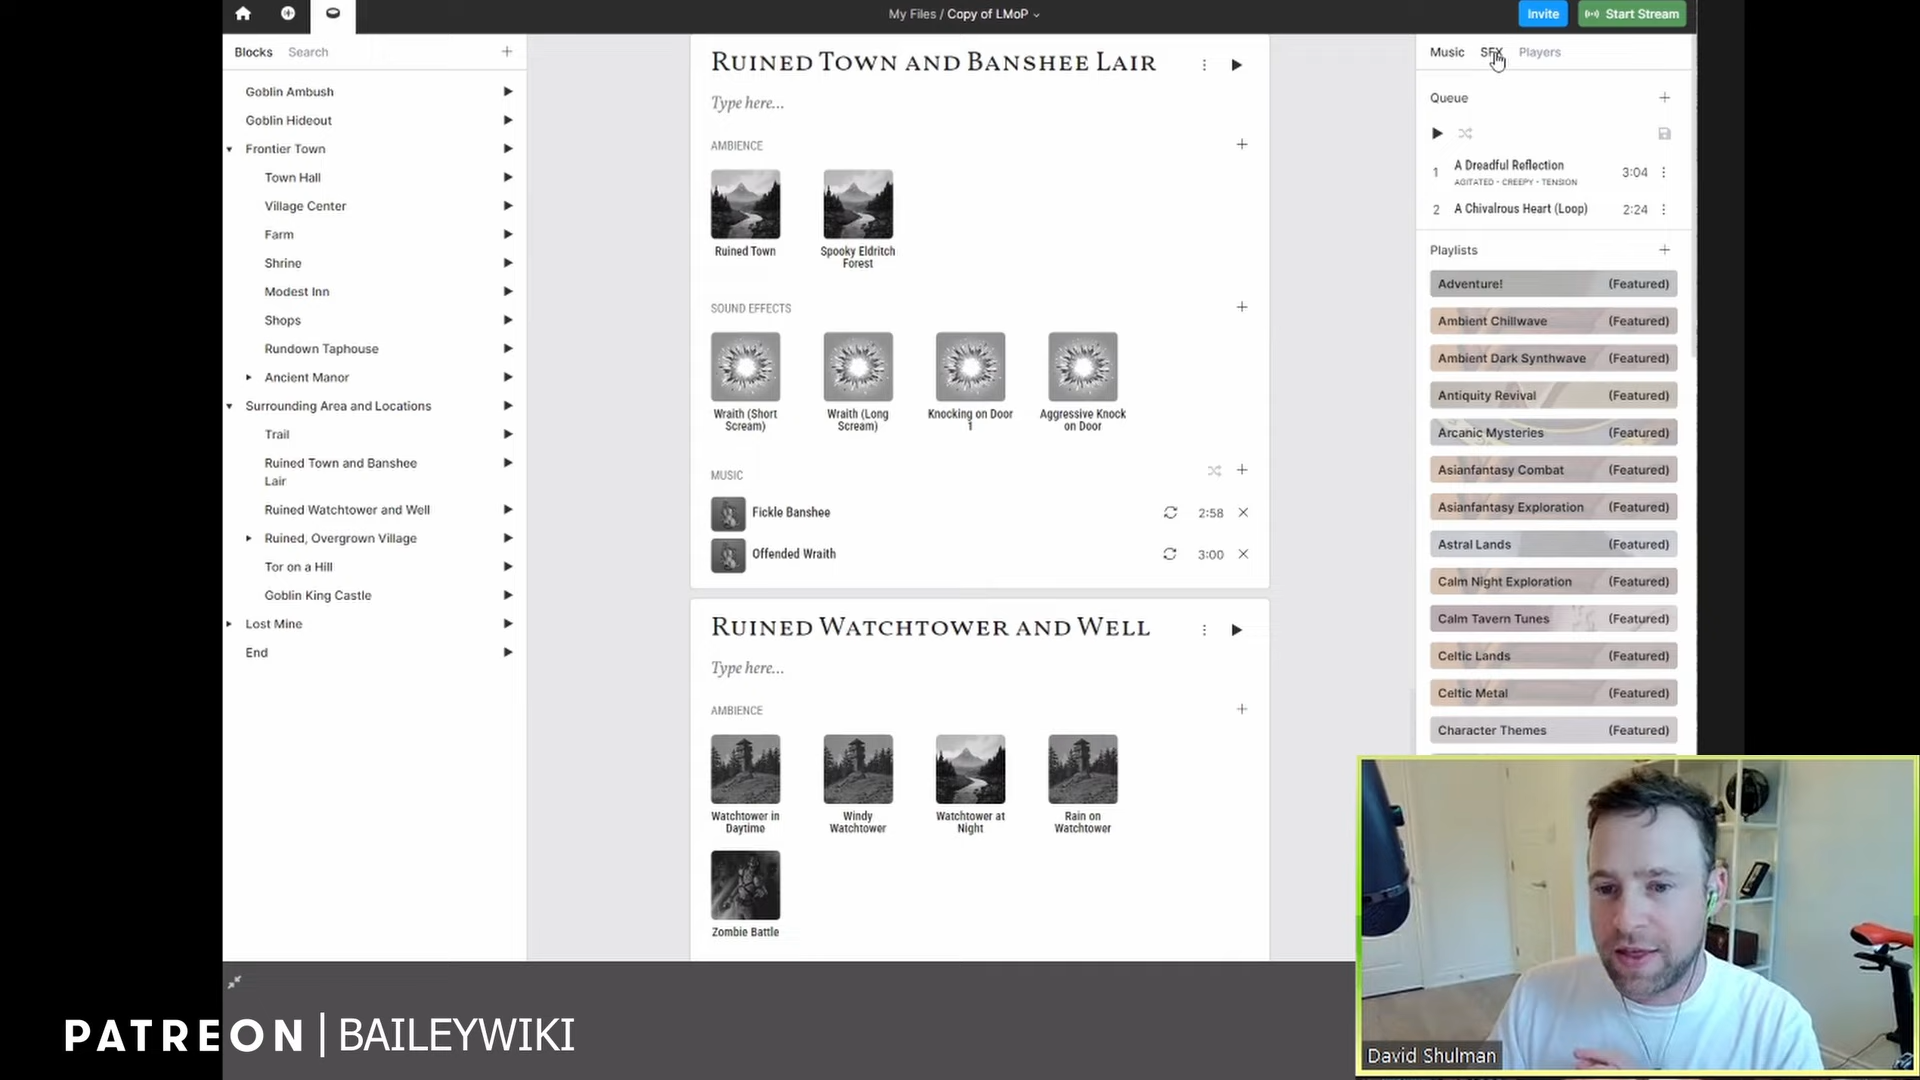 My Files / Copy of LMoP
Invite
Start Stream
Blocks
Search
Goblin Ambush
Goblin Hideout
Frontier Town
Town Hall
Village Center
Farm
Shrine
Modest Inn
Shops
Rundown Taphouse
Ancient Manor
Surrounding Area and Locations
Trail
Ruined Town and Banshee
Lair
Ruined Watchtower and Well
Ruined, Overgrown Village
Tor on a Hill
Goblin King Castle
Lost Mine
End
Ruined Town and Banshee Lair
Type here...
AMBIENCE
Ruined Town
Spooky Eldritch
Forest
SOUND EFFECTS
Wraith (Short
Scream)
Wraith (Long
Scream)
Knocking on Door
1
Aggressive Knock
on Door
MUSIC
Fickle Banshee 2:58
Offended Wraith 3:00
Ruined Watchtower and Well
Type here...
AMBIENCE
Watchtower in
Daytime
Windy
Watchtower
Watchtower at
Night
Rain on
Watchtower
Zombie Battle
Music
SFX
Players
Queue
1 A Dreadful Reflection 3:04
AGITATED - CREEPY - TENSION
2 A Chivalrous Heart (Loop) 2:24
Playlists
Adventure! (Featured)
Ambient Chillwave (Featured)
Ambient Dark Synthwave (Featured)
Antiquity Revival (Featured)
Arcanic Mysteries (Featured)
Asianfantasy Combat (Featured)
Asianfantasy Exploration (Featured)
Astral Lands (Featured)
Calm Night Exploration (Featured)
Calm Tavern Tunes (Featured)
Celtic Lands (Featured)
Celtic Metal (Featured)
Character Themes (Featured)
David Shulman
PATREON | BAILEYWIKI